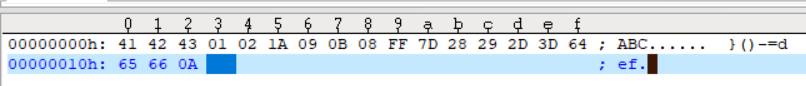 0 1 2 3 4 5 6 7 8 9 a b c d e f
00000000h: 41 42 43 01 02 1A 09 0B 08 FF 7D 28 29 2D 3D 64 ; ABC...... }()-=d
00000010h: 65 66 0A ; ef.